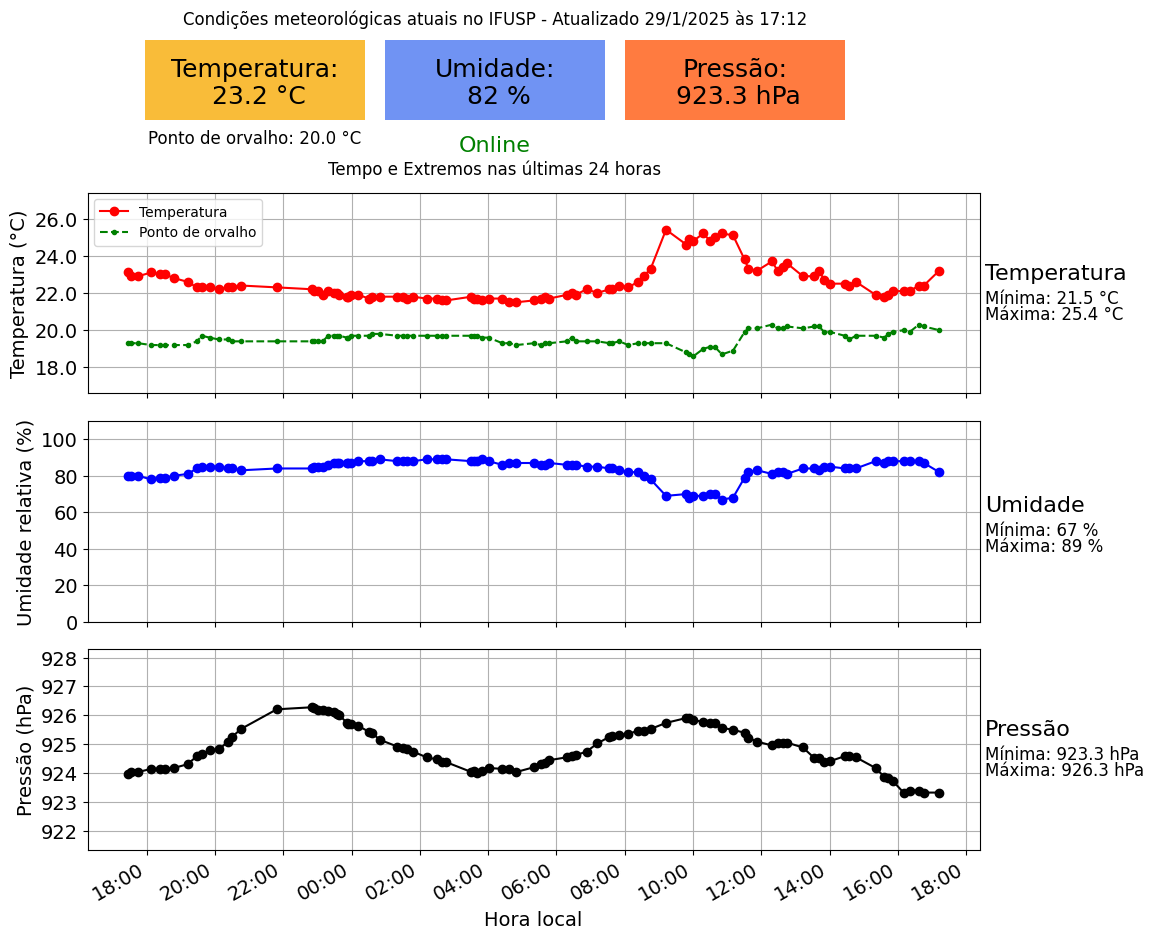 Condições meteorológicas atuais no IFUSP - Atualizado 29/1/2025 às 17:12
Temperatura:
23.2 °C
Umidade:
82 %
Pressão:
923.3 hPa
Ponto de orvalho: 20.0 °C
Online
Tempo e Extremos nas últimas 24 horas
Temperatura (°C)
26.0
24.0
22.0
20.0
18.0
Temperatura
Ponto de orvalho
Temperatura
Mínima: 21.5 °C
Máxima: 25.4 °C
Umidade relativa (%)
100
80
60
40
20
0
Umidade
Mínima: 67 %
Máxima: 89 %
Pressão (hPa)
928
927
926
925
924
923
922
Pressão
Mínima: 923.3 hPa
Máxima: 926.3 hPa
18:00
20:00
22:00
00:00
02:00
04:00
06:00
08:00
10:00
12:00
14:00
16:00
18:00
Hora local